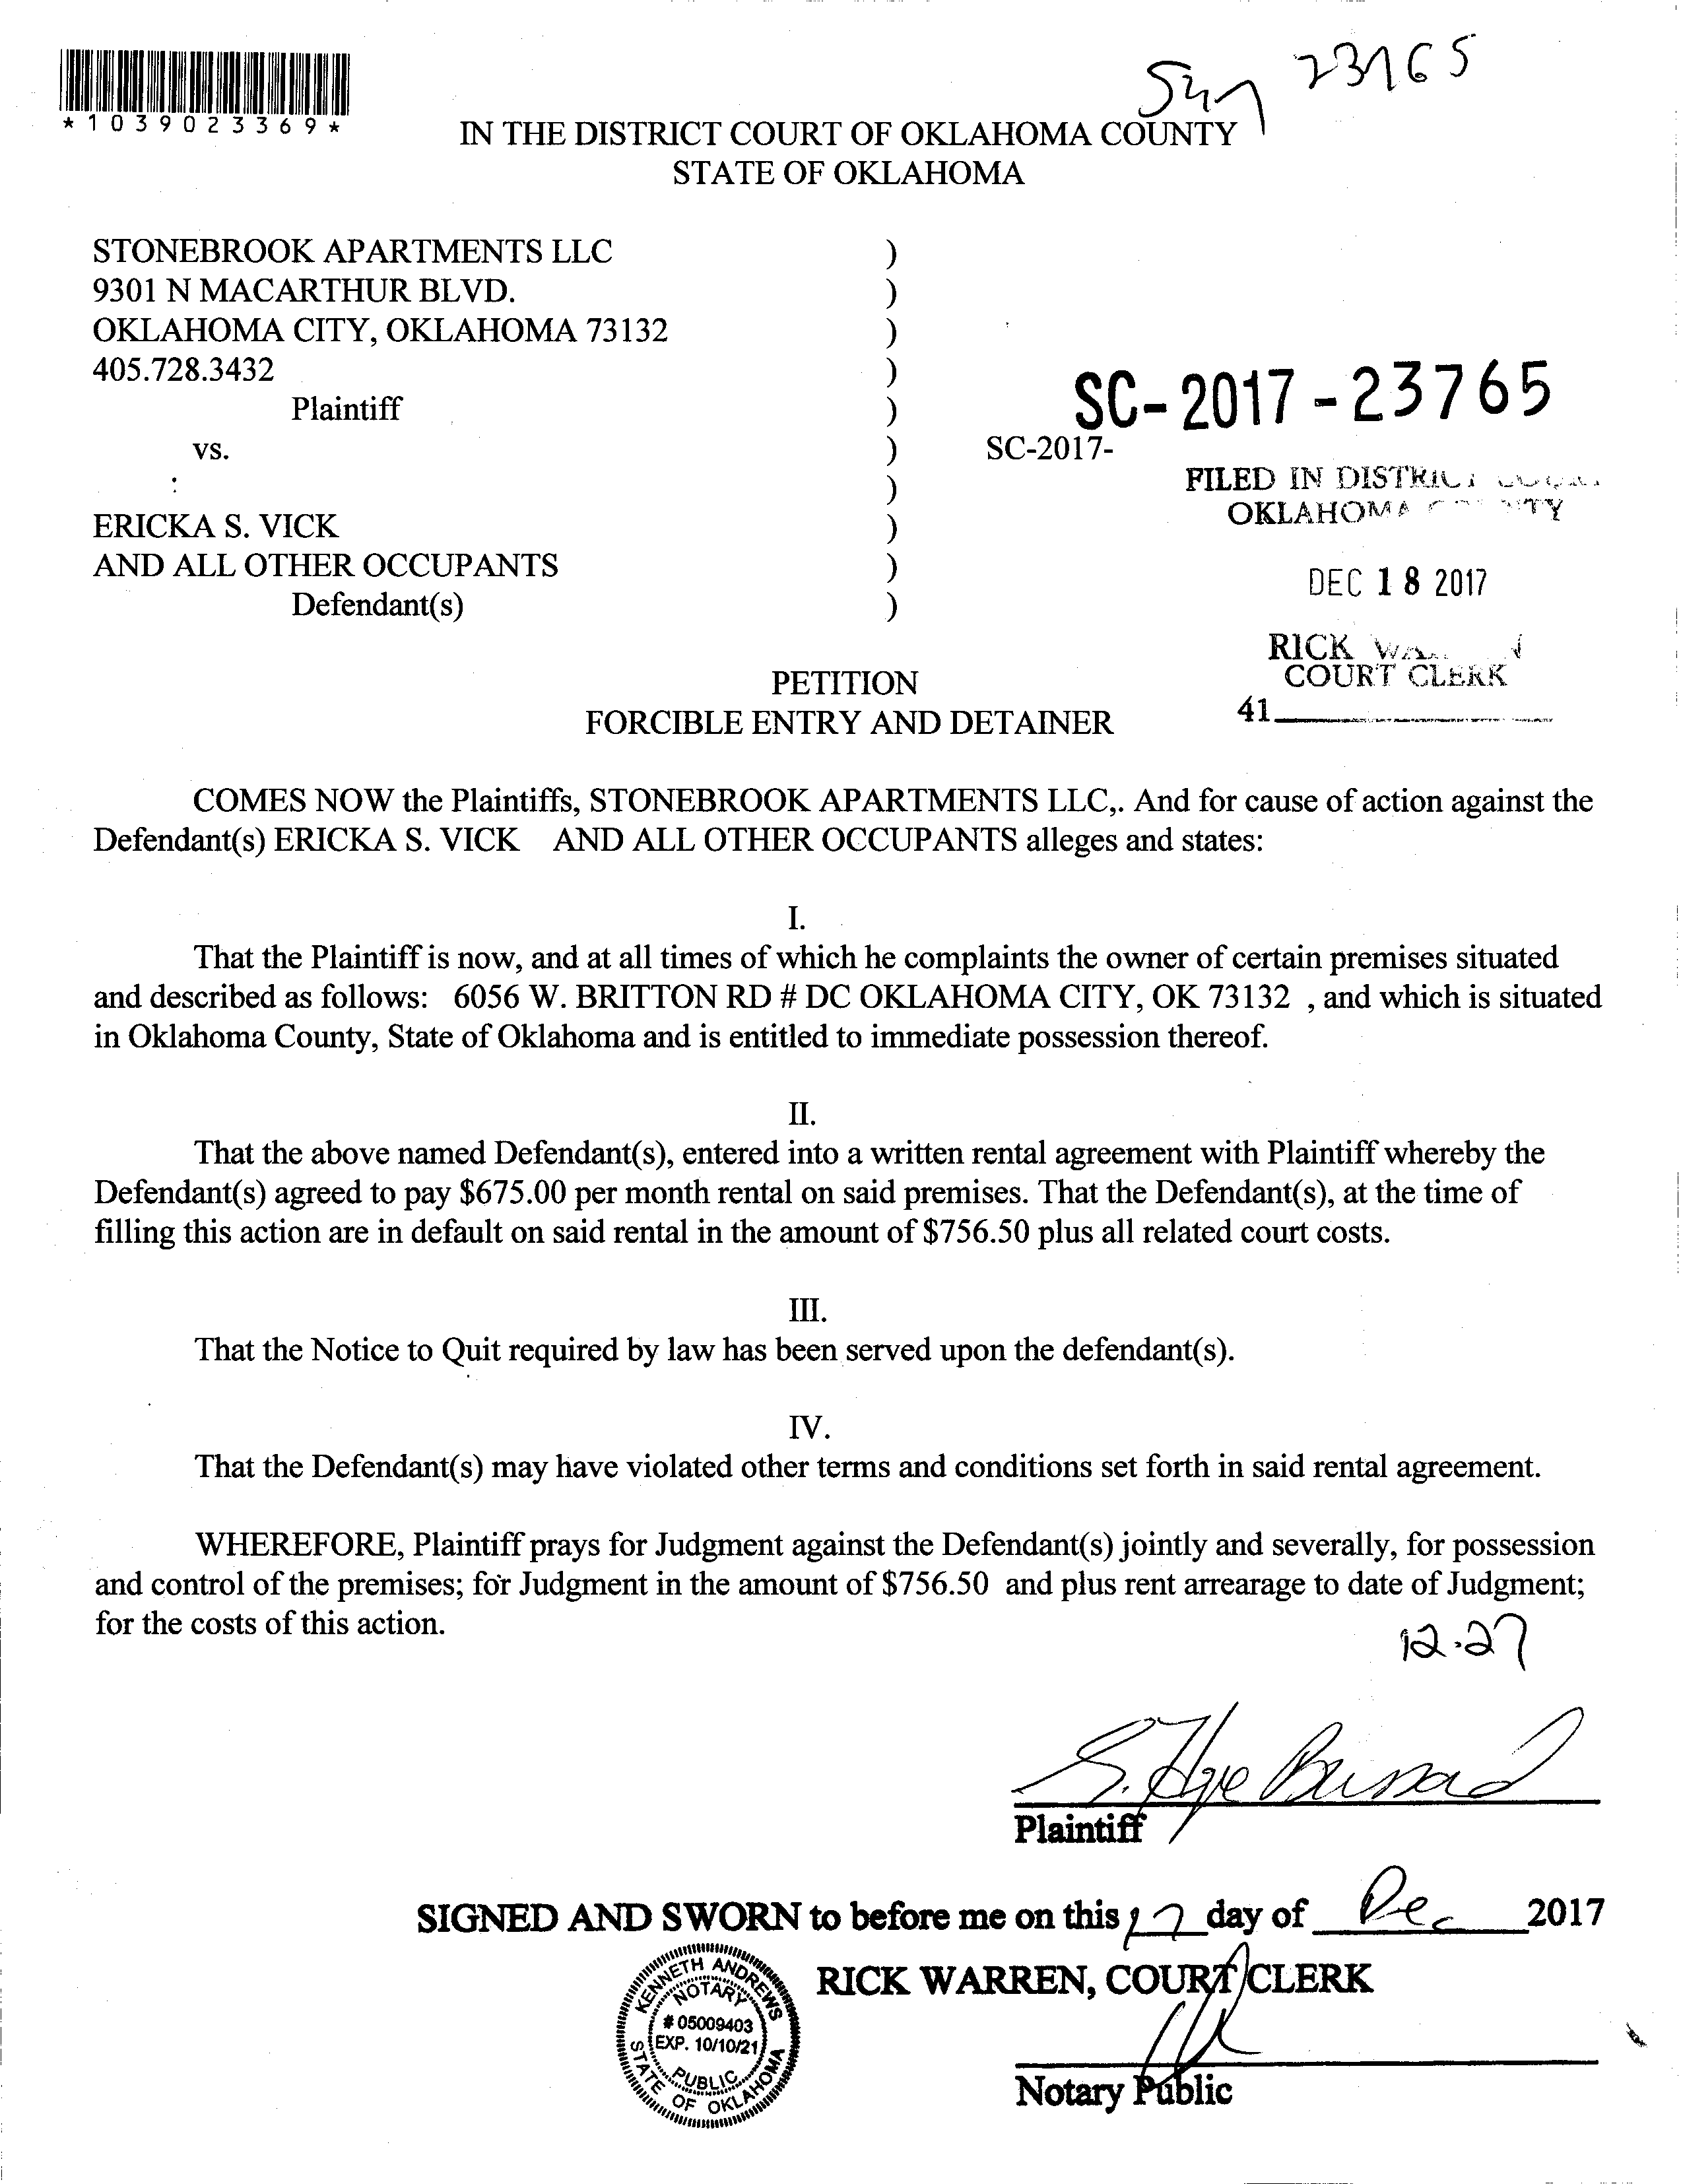 23765
*1039023369*
IN THE DISTRICT COURT OF OKLAHOMA COUNTY
STATE OF OKLAHOMA
STONEBROOK APARTMENTS LLC )
9301 N MACARTHUR BLVD. )
OKLAHOMA CITY, OKLAHOMA 73132 )
405.728.3432 )
Plaintiff )
SC-2017-23765
vs. ) SC-2017-
: )
FILED IN DISTRICT COURT
OKLAHOMA COUNTY
ERICKA S. VICK )
AND ALL OTHER OCCUPANTS )
DEC 18 2017
Defendant(s) )
RICK WARREN
COURT CLERK
41
PETITION
FORCIBLE ENTRY AND DETAINER
COMES NOW the Plaintiffs, STONEBROOK APARTMENTS LLC,. And for cause of action against the
Defendant(s) ERICKA S. VICK AND ALL OTHER OCCUPANTS alleges and states:
I.
That the Plaintiff is now, and at all times of which he complaints the owner of certain premises situated
and described as follows: 6056 W. BRITTON RD # DC OKLAHOMA CITY, OK 73132 , and which is situated
in Oklahoma County, State of Oklahoma and is entitled to immediate possession thereof.
II.
That the above named Defendant(s), entered into a written rental agreement with Plaintiff whereby the
Defendant(s) agreed to pay $675.00 per month rental on said premises. That the Defendant(s), at the time of
filling this action are in default on said rental in the amount of $756.50 plus all related court costs.
III.
That the Notice to Quit required by law has been served upon the defendant(s).
IV.
That the Defendant(s) may have violated other terms and conditions set forth in said rental agreement.
WHEREFORE, Plaintiff prays for Judgment against the Defendant(s) jointly and severally, for possession
and control of the premises; for Judgment in the amount of $756.50 and plus rent arrearage to date of Judgment;
for the costs of this action.
12.27
Plaintiff
SIGNED AND SWORN to before me on this 17 day of Dec 2017
RICK WARREN, COURT CLERK
KENNETH ANDREWS
NOTARY
# 05009403
EXP. 10/10/21
PUBLIC
STATE OF OKLAHOMA
Notary Public